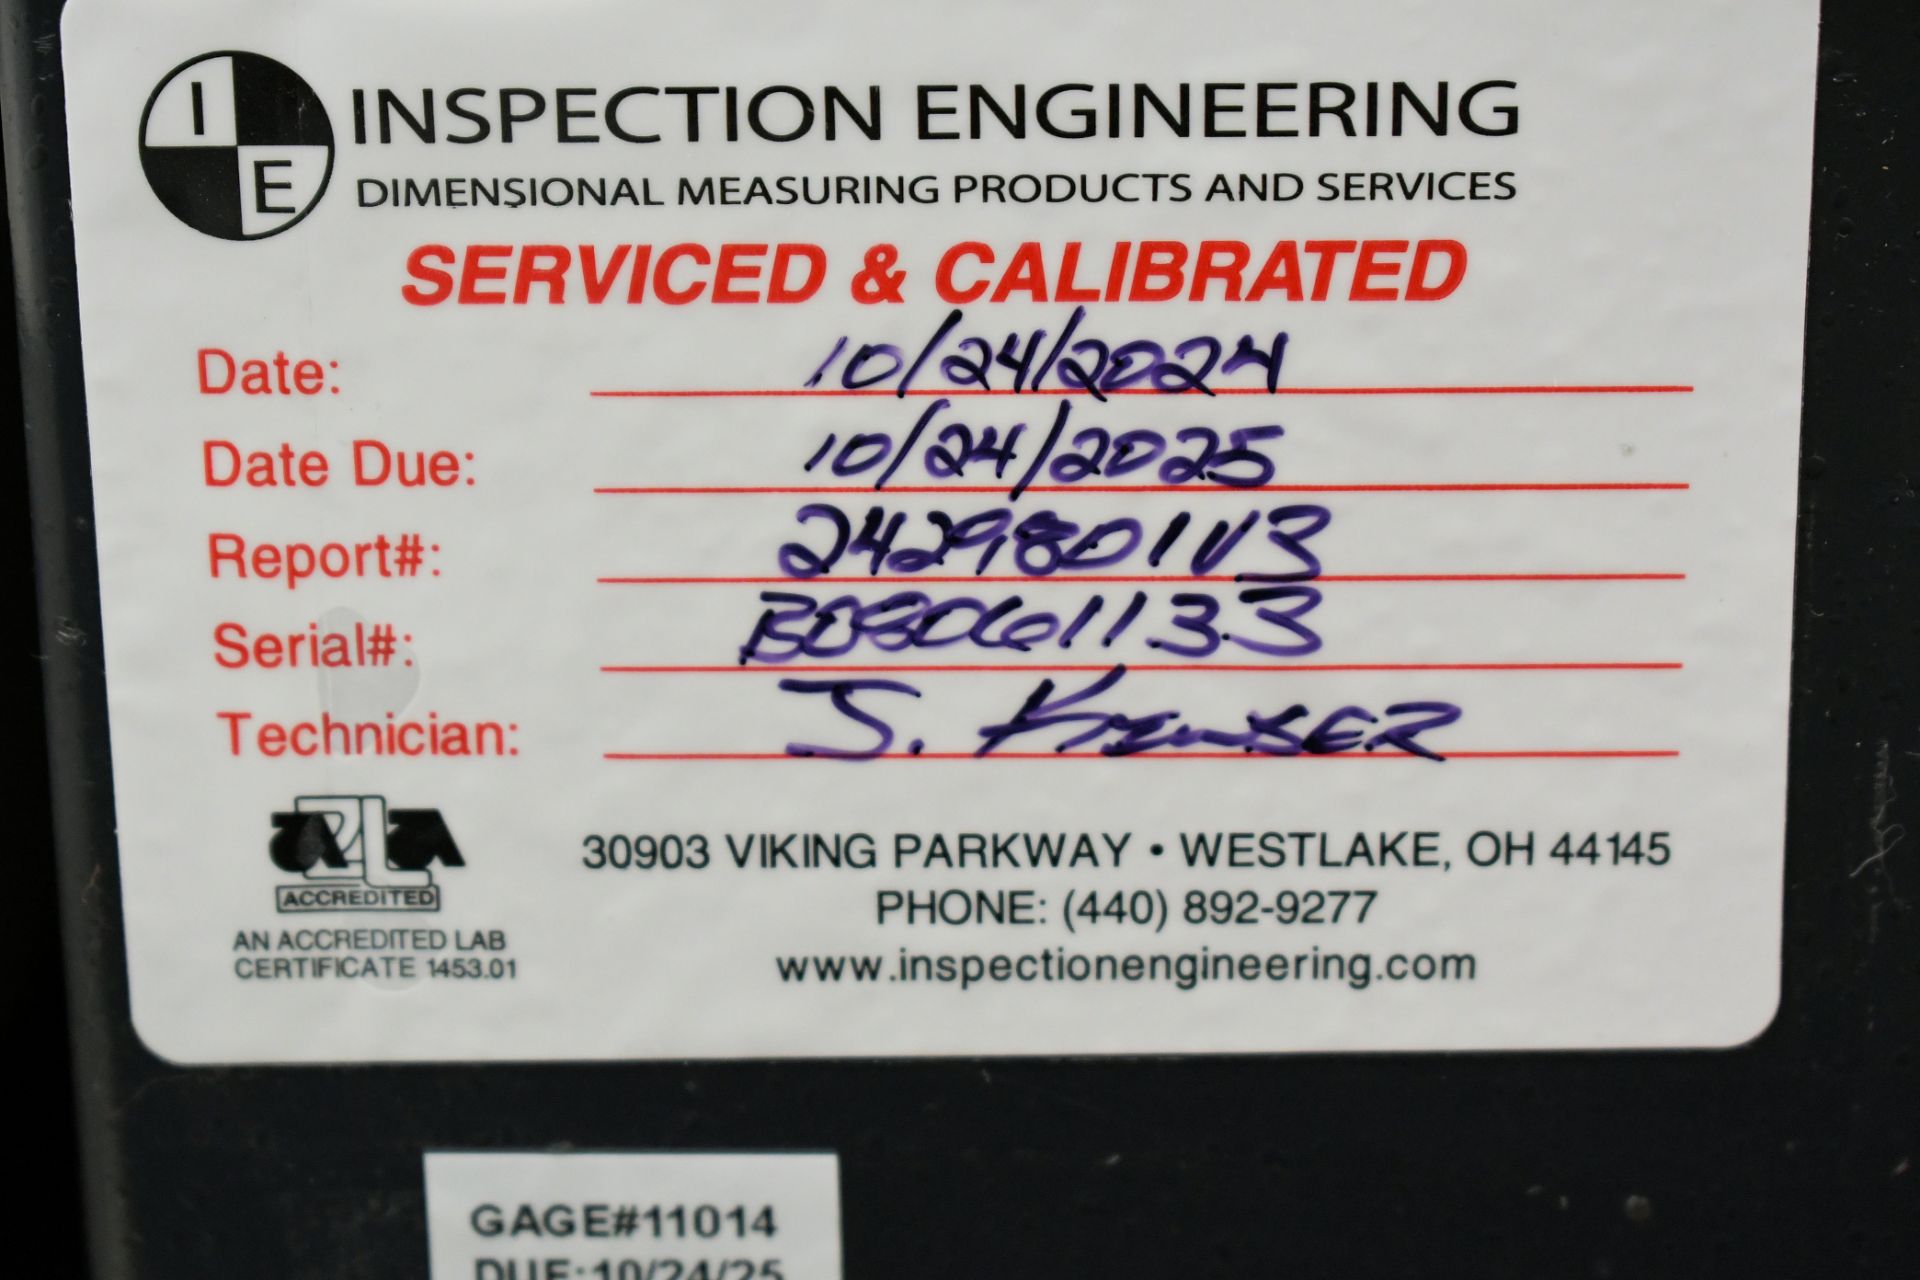 I E
INSPECTION ENGINEERING
DIMENSIONAL MEASURING PRODUCTS AND SERVICES
SERVICED & CALIBRATED
Date: 10/24/2024
Date Due: 10/24/2025
Report#: 2429801V3
Serial#: B08061133
Technician: J.
A2LA
ACCREDITED
AN ACCREDITED LAB
CERTIFICATE 1453.01
30903 VIKING PARKWAY • WESTLAKE, OH 44145
PHONE: (440) 892-9277
www.inspectionengineering.com
GAGE#11014
DUE:10/24/25